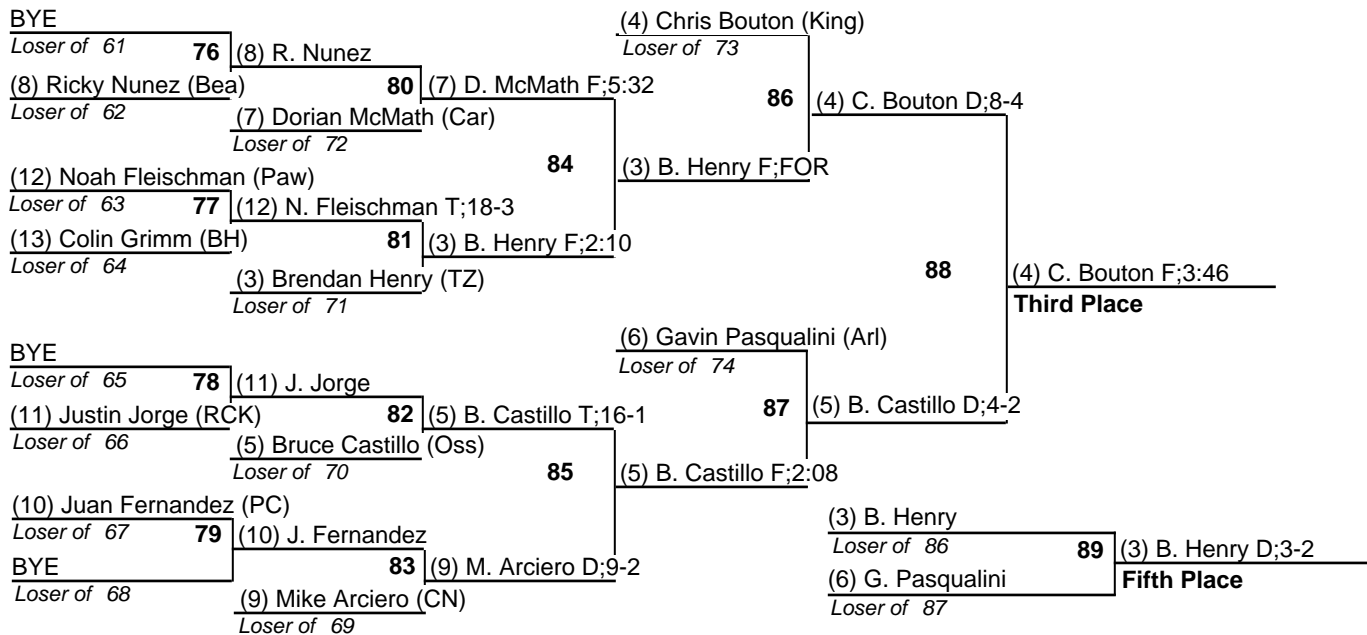 BYE
Loser of 61
76
(8) R. Nunez
(8) Ricky Nunez (Bea)
Loser of 62
80
(7) D. McMath F;5:32
(7) Dorian McMath (Car)
Loser of 72
(12) Noah Fleischman (Paw)
Loser of 63
77
(12) N. Fleischman T;18-3
(13) Colin Grimm (BH)
Loser of 64
81
(3) B. Henry F;2:10
(3) Brendan Henry (TZ)
Loser of 71
84
(4) Chris Bouton (King)
Loser of 73
86
(4) C. Bouton D;8-4
(3) B. Henry F;FOR
88
(4) C. Bouton F;3:46
Third Place
BYE
Loser of 65
78
(11) J. Jorge
(11) Justin Jorge (RCK)
Loser of 66
82
(5) B. Castillo T;16-1
(5) Bruce Castillo (Oss)
Loser of 70
85
(10) Juan Fernandez (PC)
Loser of 67
79
(10) J. Fernandez
BYE
Loser of 68
83
(9) M. Arciero D;9-2
(9) Mike Arciero (CN)
Loser of 69
(6) Gavin Pasqualini (Arl)
Loser of 74
87
(5) B. Castillo D;4-2
(5) B. Castillo F;2:08
(3) B. Henry
Loser of 86
89
(3) B. Henry D;3-2
Fifth Place
(6) G. Pasqualini
Loser of 87